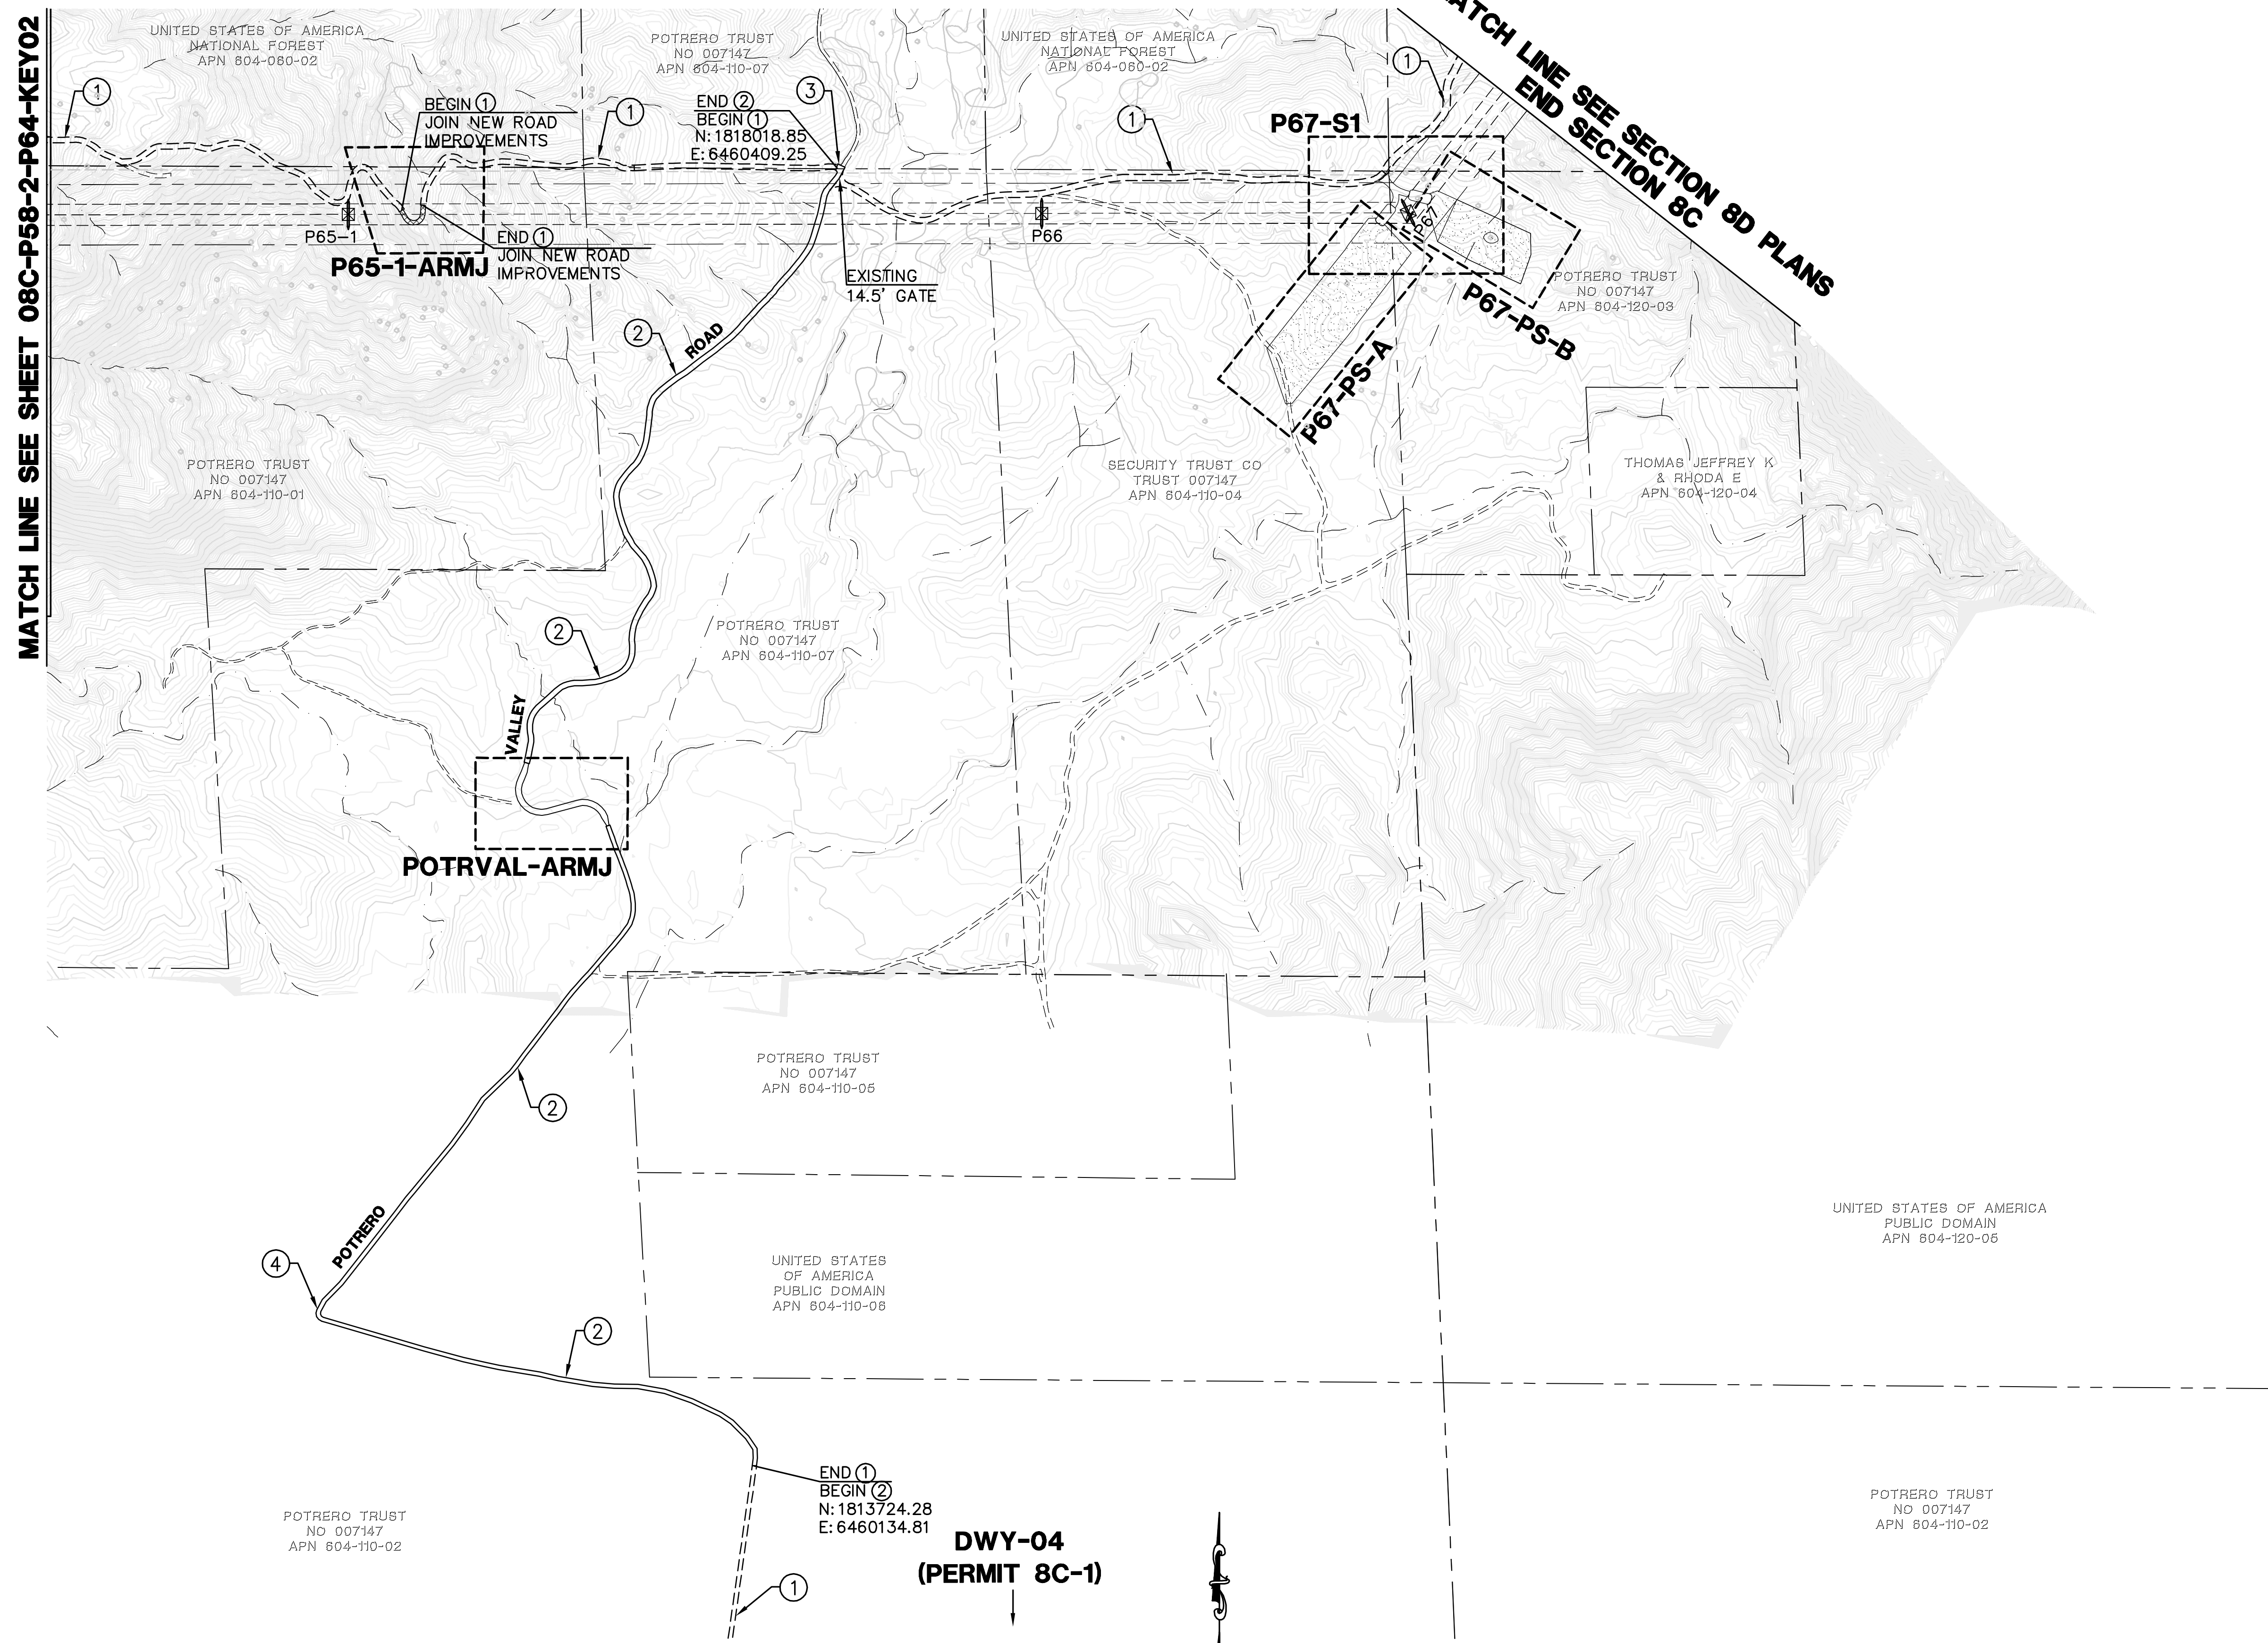 MATCH LINE SEE SHEET 08C-P58-2-P64-KEY02
UNITED STATES OF AMERICA
NATIONAL FOREST
APN 604-060-02
POTRERO TRUST
NO 007147
APN 604-110-07
UNITED STATES OF AMERICA
NATIONAL FOREST
APN 604-060-02
MATCH LINE SEE SECTION 8D PLANS
END SECTION 8C
1
BEGIN 1
JOIN NEW ROAD
IMPROVEMENTS
1
END 2
BEGIN 1
N: 1818018.85
E: 6460409.25
3
1
1
P67-S1
P65-1
P65-1-ARMJ
END 1
JOIN NEW ROAD
IMPROVEMENTS
EXISTING
14.5' GATE
P66
P67
POTRERO TRUST
NO 007147
APN 604-120-03
P67-PS-B
P67-PS-A
2
ROAD
POTRERO TRUST
NO 007147
APN 604-110-01
SECURITY TRUST CO
TRUST 007147
APN 604-110-04
THOMAS JEFFREY K
& RHODA E
APN 604-120-04
2
POTRERO TRUST
NO 007147
APN 604-110-07
VALLEY
POTRVAL-ARMJ
2
POTRERO TRUST
NO 007147
APN 604-110-05
POTRERO
4
UNITED STATES
OF AMERICA
PUBLIC DOMAIN
APN 604-110-06
UNITED STATES OF AMERICA
PUBLIC DOMAIN
APN 604-120-05
2
END 1
BEGIN 2
N: 1813724.28
E: 6460134.81
POTRERO TRUST
NO 007147
APN 604-110-02
DWY-04
(PERMIT 8C-1)
1
POTRERO TRUST
NO 007147
APN 604-110-02